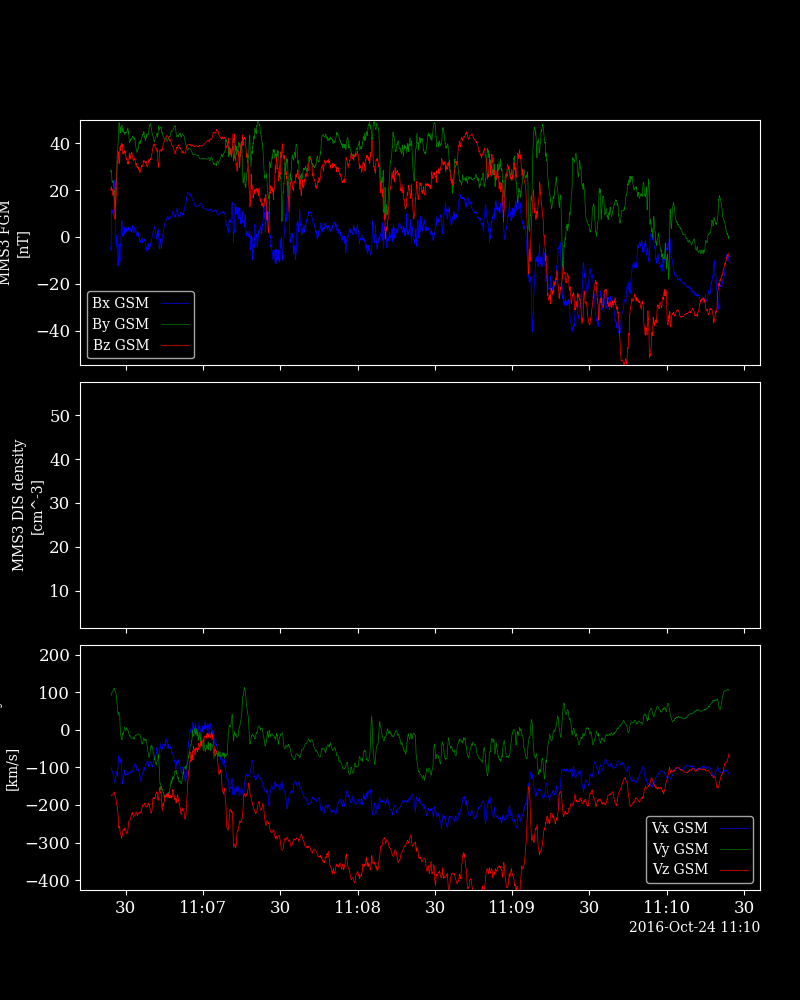 40
20
0
−20
−40
MMS3 FGM
[nT]
Bx GSM
By GSM
Bz GSM
50
40
30
20
10
MMS3 DIS density
[cm^-3]
200
100
0
−100
−200
−300
−400
[km/s]
Vx GSM
Vy GSM
Vz GSM
30
11:07
30
11:08
30
11:09
30
11:10
30
2016-Oct-24 11:10